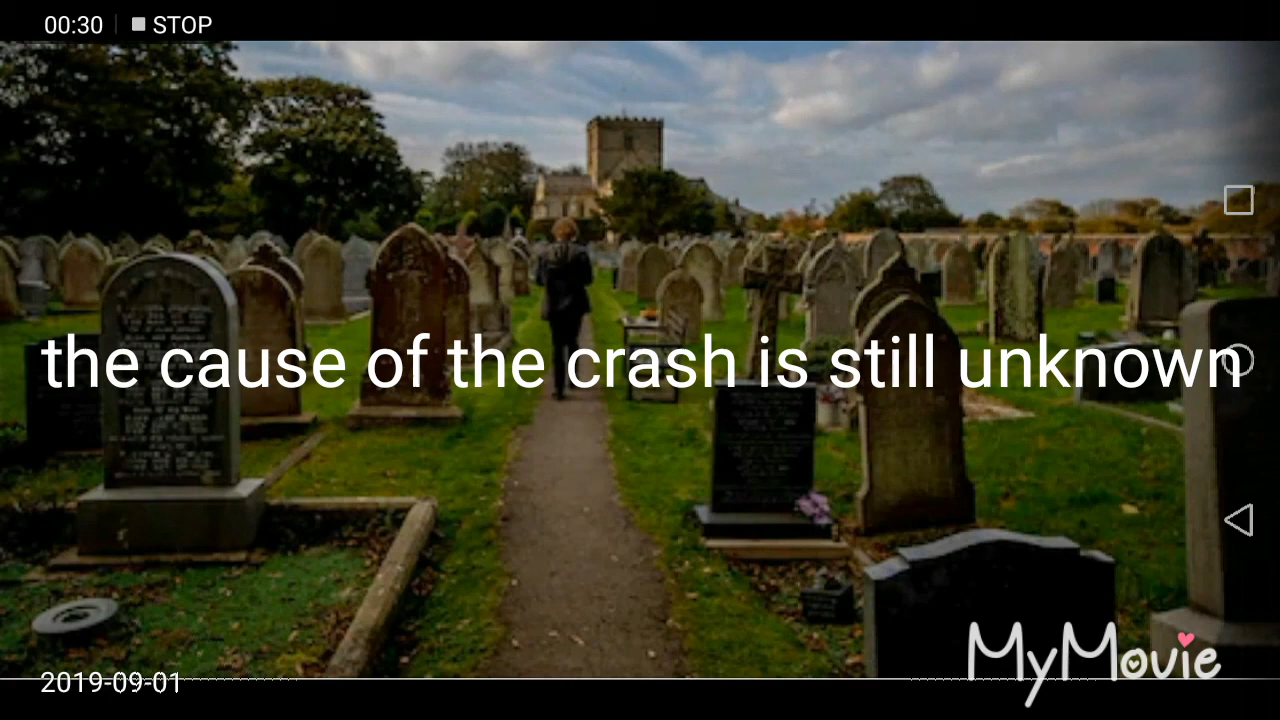 00:30
STOP
the cause of the crash is still unknown
2019-09-01
MyMovie